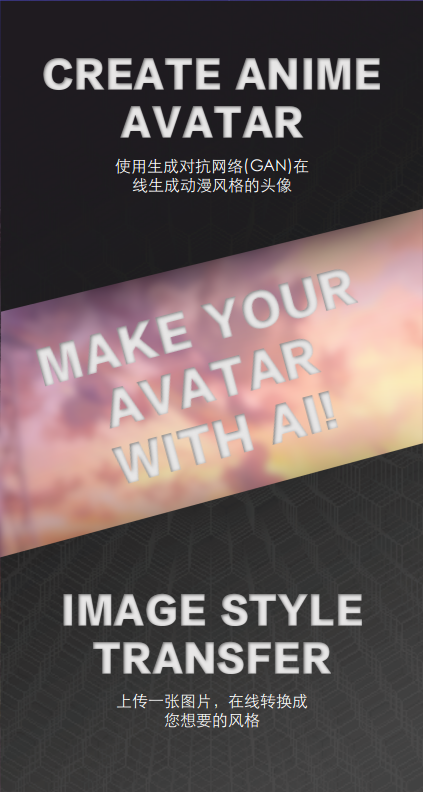 CREATE ANIME
AVATAR
使用生成对抗网络(GAN)在
线生成动漫风格的头像
MAKE YOUR
AVATAR
WITH AI!
IMAGE STYLE
TRANSFER
上传一张图片，在线转换成
您想要的风格